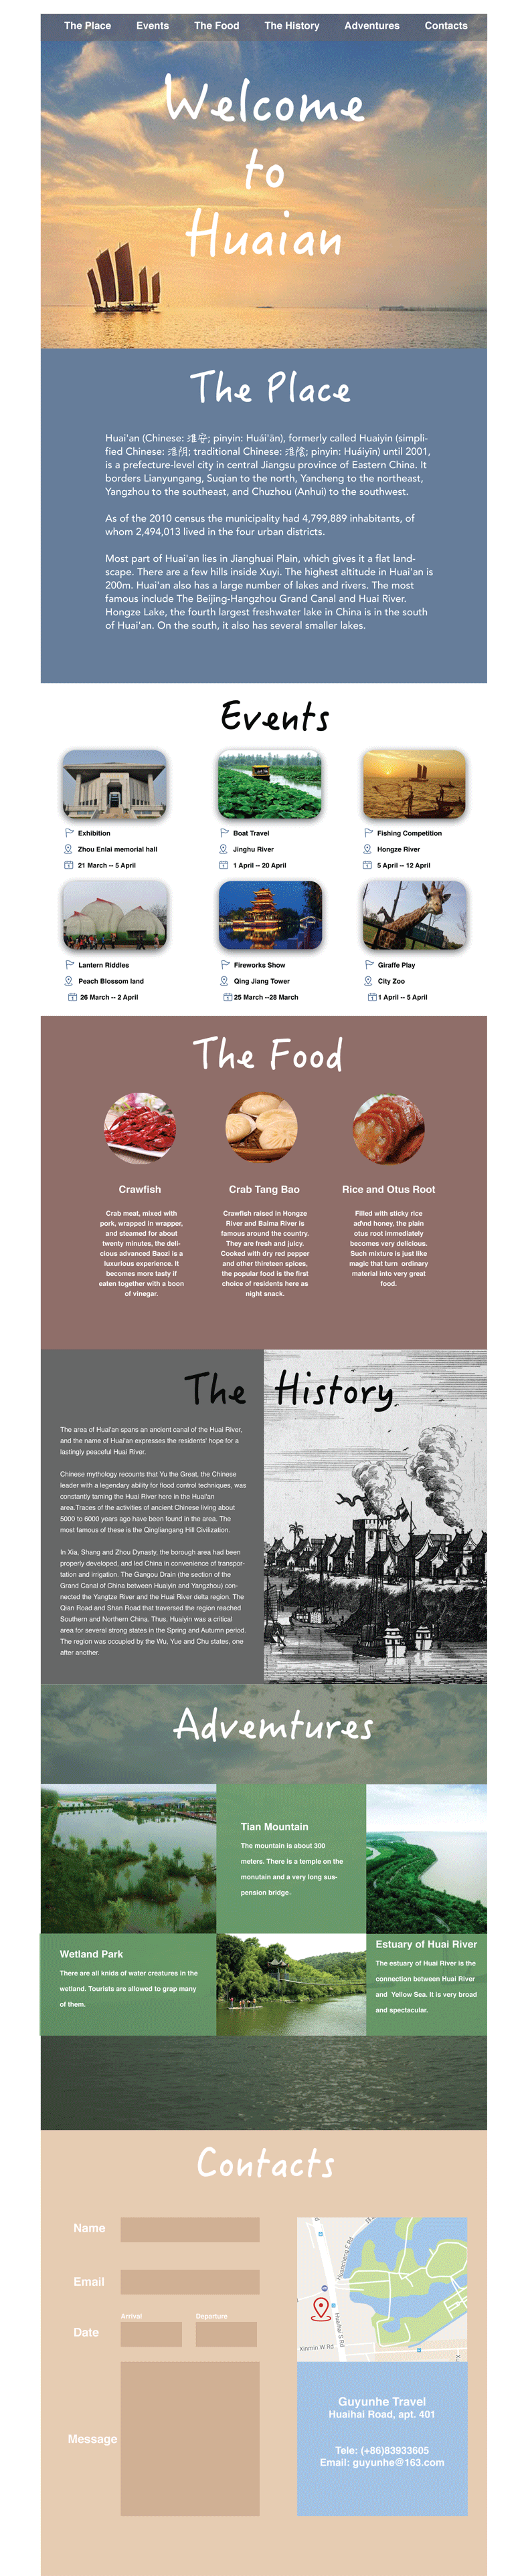 The Place Events The Food The History Adventures Contacts
Welcome
to
Huaian
The Place
Huai'an (Chinese: 淮安; pinyin: Huái'ān), formerly called Huaiyin (simpli-
fied Chinese: 淮阴; traditional Chinese: 淮陰; pinyin: Huáiyīn) until 2001,
is a prefecture-level city in central Jiangsu province of Eastern China. It
borders Lianyungang, Suqian to the north, Yancheng to the northeast,
Yangzhou to the southeast, and Chuzhou (Anhui) to the southwest.
As of the 2010 census the municipality had 4,799,889 inhabitants, of
whom 2,494,013 lived in the four urban districts.
Most part of Huai'an lies in Jianghuai Plain, which gives it a flat land-
scape. There are a few hills inside Xuyi. The highest altitude in Huai'an is
200m. Huai'an also has a large number of lakes and rivers. The most
famous include The Beijing-Hangzhou Grand Canal and Huai River.
Hongze Lake, the fourth largest freshwater lake in China is in the south
of Huai'an. On the south, it also has several smaller lakes.
Events
Exhibition
Zhou Enlai memorial hall
21 March -- 5 April
Boat Travel
Jinghu River
1 April -- 20 April
Fishing Competition
Hongze River
5 April -- 12 April
Lantern Riddles
Peach Blossom land
26 March -- 2 April
Fireworks Show
Qing Jiang Tower
25 March --28 March
Giraffe Play
City Zoo
1 April -- 5 April
The Food
Crawfish
Crab meat, mixed with
pork, wrapped in wrapper,
and steamed for about
twenty minutes, the deli-
cious advanced Baozi is a
luxurious experience. It
becomes more tasty if
eaten together with a boon
of vinegar.
Crab Tang Bao
Crawfish raised in Hongze
River and Baima River is
famous around the country.
They are fresh and juicy.
Cooked with dry red pepper
and other thireteen spices,
the popular food is the first
choice of residents here as
night snack.
Rice and Otus Root
Filled with sticky rice
ad\nd honey, the plain
otus root immediately
becomes very delicious.
Such mixture is just like
magic that turn ordinary
material into very great
food.
The History
The area of Huai'an spans an ancient canal of the Huai River,
and the name of Huai'an expresses the residents' hope for a
lastingly peaceful Huai River.
Chinese mythology recounts that Yu the Great, the Chinese
leader with a legendary ability for flood control techniques, was
constantly taming the Huai River here in the Huai'an
area.Traces of the activities of ancient Chinese living about
5000 to 6000 years ago have been found in the area. The
most famous of these is the Qingliangang Hill Civilization.
In Xia, Shang and Zhou Dynasty, the borough area had been
properly developed, and led China in convenience of transpor-
tation and irrigation. The Gangou Drain (the section of the
Grand Canal of China between Huaiyin and Yangzhou) con-
nected the Yangtze River and the Huai River delta region. The
Qian Road and Shan Road that traversed the region reached
Southern and Northern China. Thus, Huaiyin was a critical
area for several strong states in the Spring and Autumn period.
The region was occupied by the Wu, Yue and Chu states, one
after another.
Advemtures
Tian Mountain
The mountain is about 300
meters. There is a temple on the
monutain and a very long sus-
pension bridge.
Wetland Park
There are all knids of water creatures in the
wetland. Tourists are allowed to grap many
of them.
Estuary of Huai River
The estuary of Huai River is the
connection between Huai River
and Yellow Sea. It is very broad
and spectacular.
Contacts
Name
Email
Date
Arrival
Departure
Message
Huancheng E Rd
Huaihai S Rd
Xinmin W Rd
Guyunhe Travel
Huaihai Road, apt. 401
Tele: (+86)83933605
Email: guyunhe@163.com